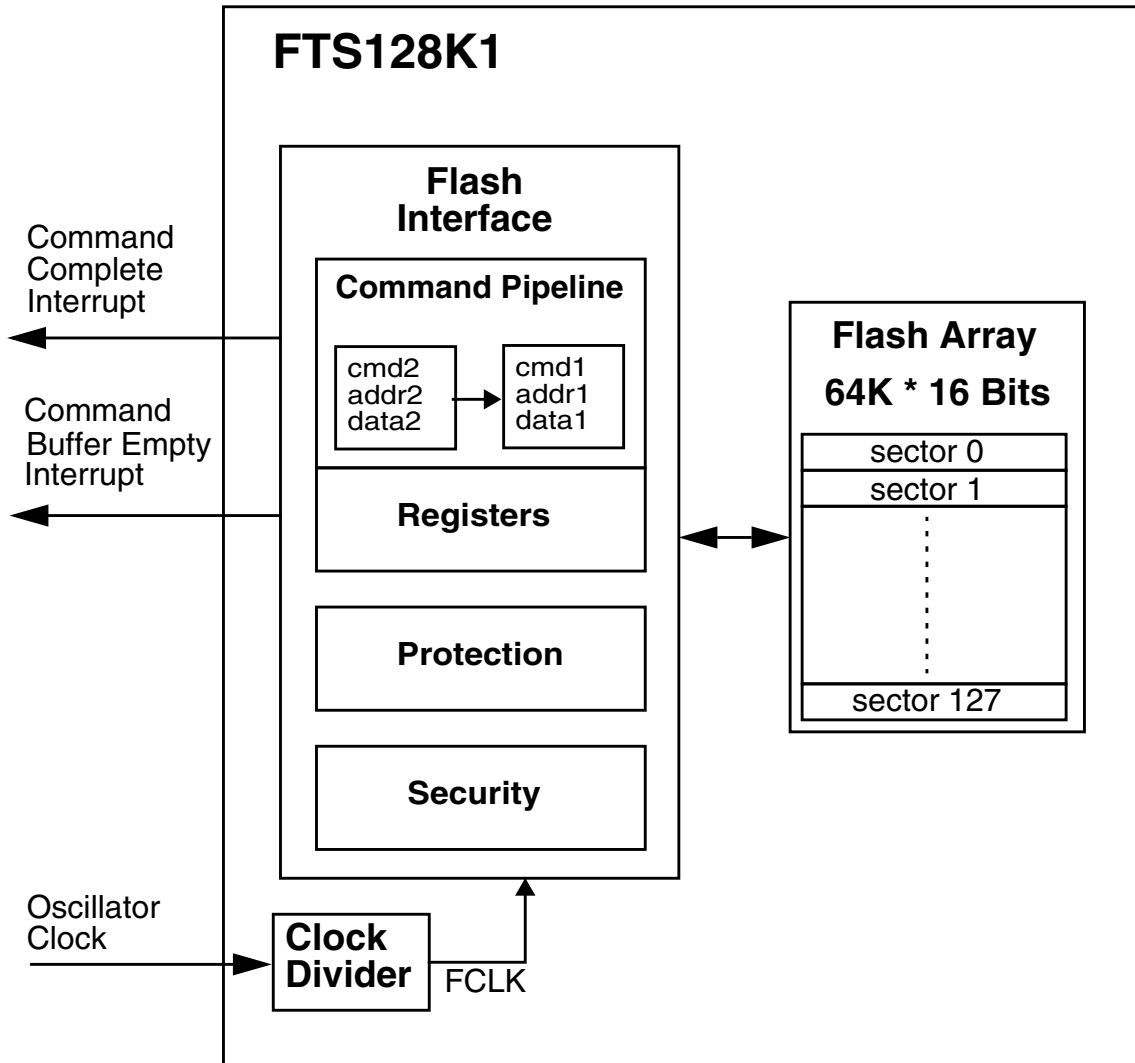 FTS128K1
Flash
Interface
Command Pipeline
cmd2
addr2
data2
cmd1
addr1
data1
Registers
Protection
Security
Command
Complete
Interrupt
Command
Buffer Empty
Interrupt
Flash Array
64K * 16 Bits
sector 0
sector 1
sector 127
Oscillator
Clock
Clock
Divider
FCLK